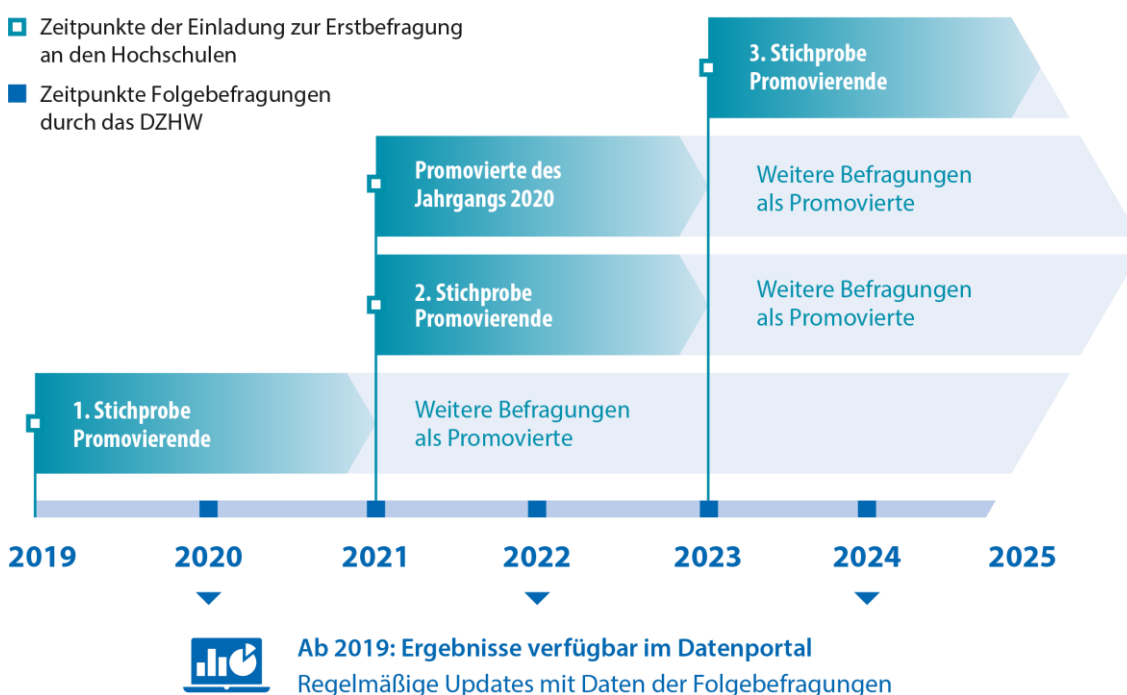 Zeitpunkte der Einladung zur Erstbefragung
an den Hochschulen
Zeitpunkte Folgebefragungen
durch das DZHW
3. Stichprobe
Promovierende
Promovierte des
Jahrgangs 2020
Weitere Befragungen
als Promovierte
2. Stichprobe
Promovierende
Weitere Befragungen
als Promovierte
1. Stichprobe
Promovierende
Weitere Befragungen
als Promovierte
2019 2020 2021 2022 2023 2024 2025
Ab 2019: Ergebnisse verfügbar im Datenportal
Regelmäßige Updates mit Daten der Folgebefragungen